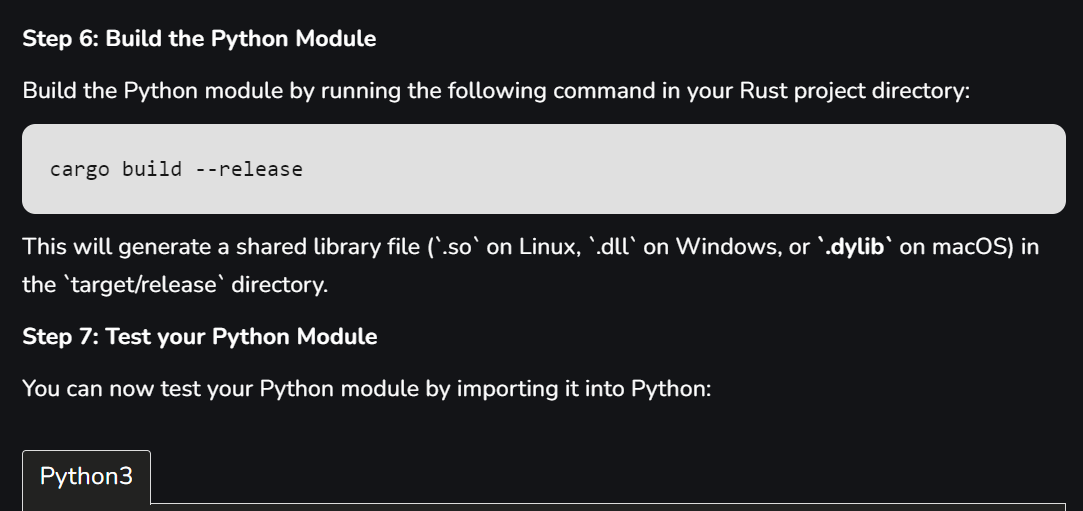 Step 6: Build the Python Module
Build the Python module by running the following command in your Rust project directory:
cargo build --release
This will generate a shared library file (`.so` on Linux, `.dll` on Windows, or `.dylib` on macOS) in
the `target/release` directory.
Step 7: Test your Python Module
You can now test your Python module by importing it into Python:
Python3